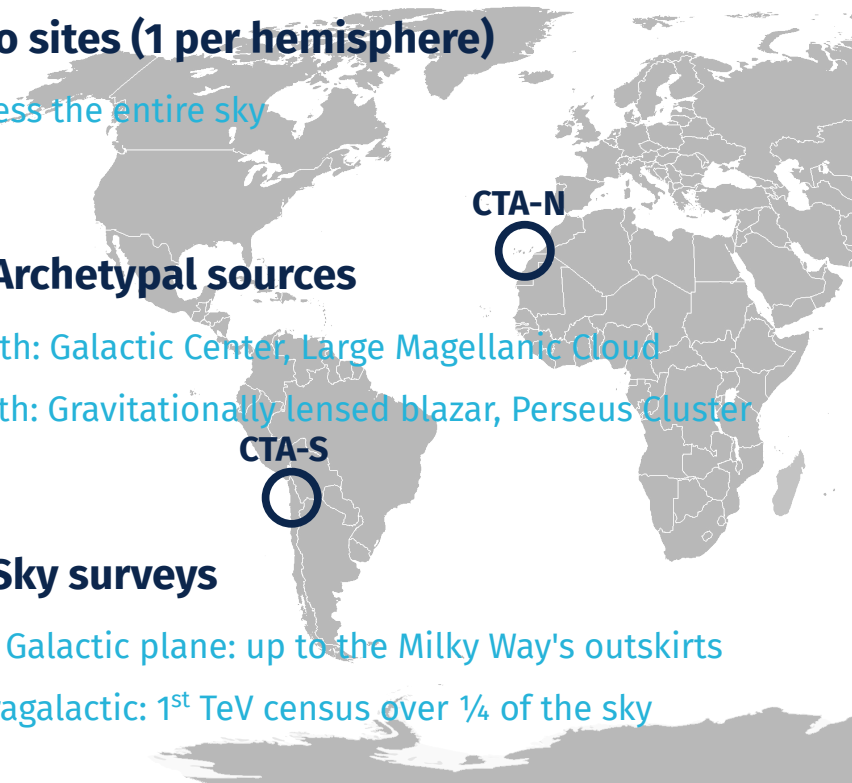 o sites (1 per hemisphere)
ess the entire sky
CTA-N
Archetypal sources
th: Galactic Center, Large Magellanic Cloud
th: Gravitationally lensed blazar, Perseus Cluster
CTA-S
Sky surveys
Galactic plane: up to the Milky Way's outskirts
agalactic: 1st TeV census over ¼ of the sky